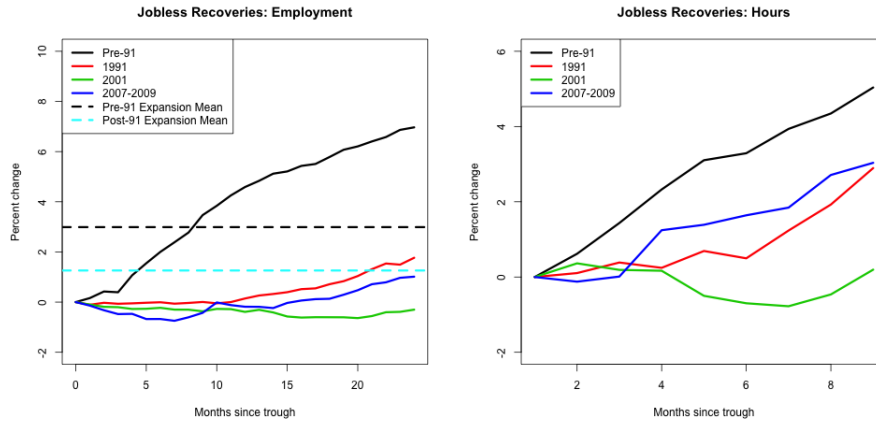 Jobless Recoveries: Employment
Percent change
10
8
6
4
2
0
-2
Pre-91
1991
2001
2007-2009
Pre-91 Expansion Mean
Post-91 Expansion Mean
0 5 10 15 20
Months since trough
Jobless Recoveries: Hours
Percent change
6
4
2
0
-2
Pre-91
1991
2001
2007-2009
2 4 6 8
Months since trough